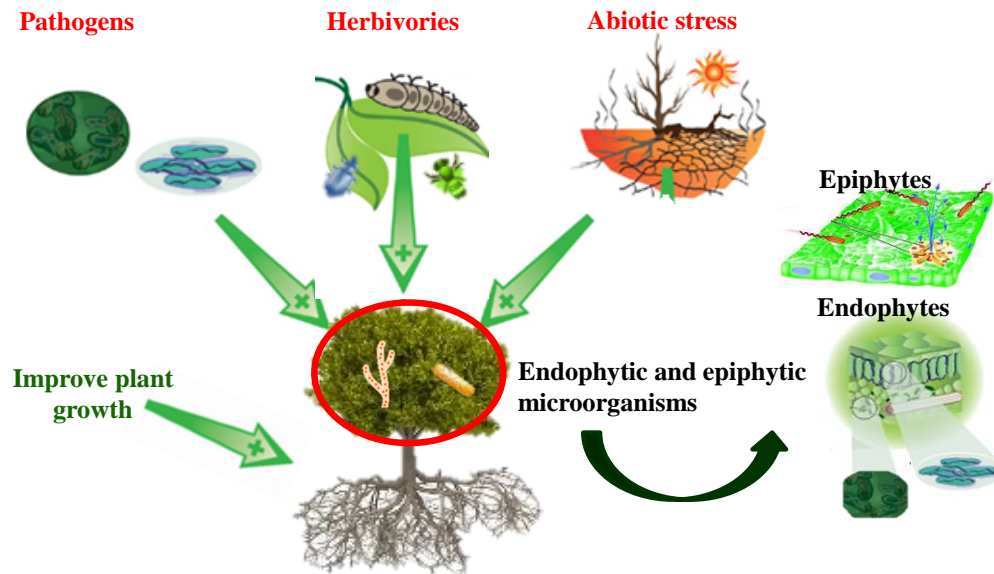 Pathogens
Herbivories
Abiotic stress
Epiphytes
Endophytes
Improve plant
growth
Endophytic and epiphytic
microorganisms